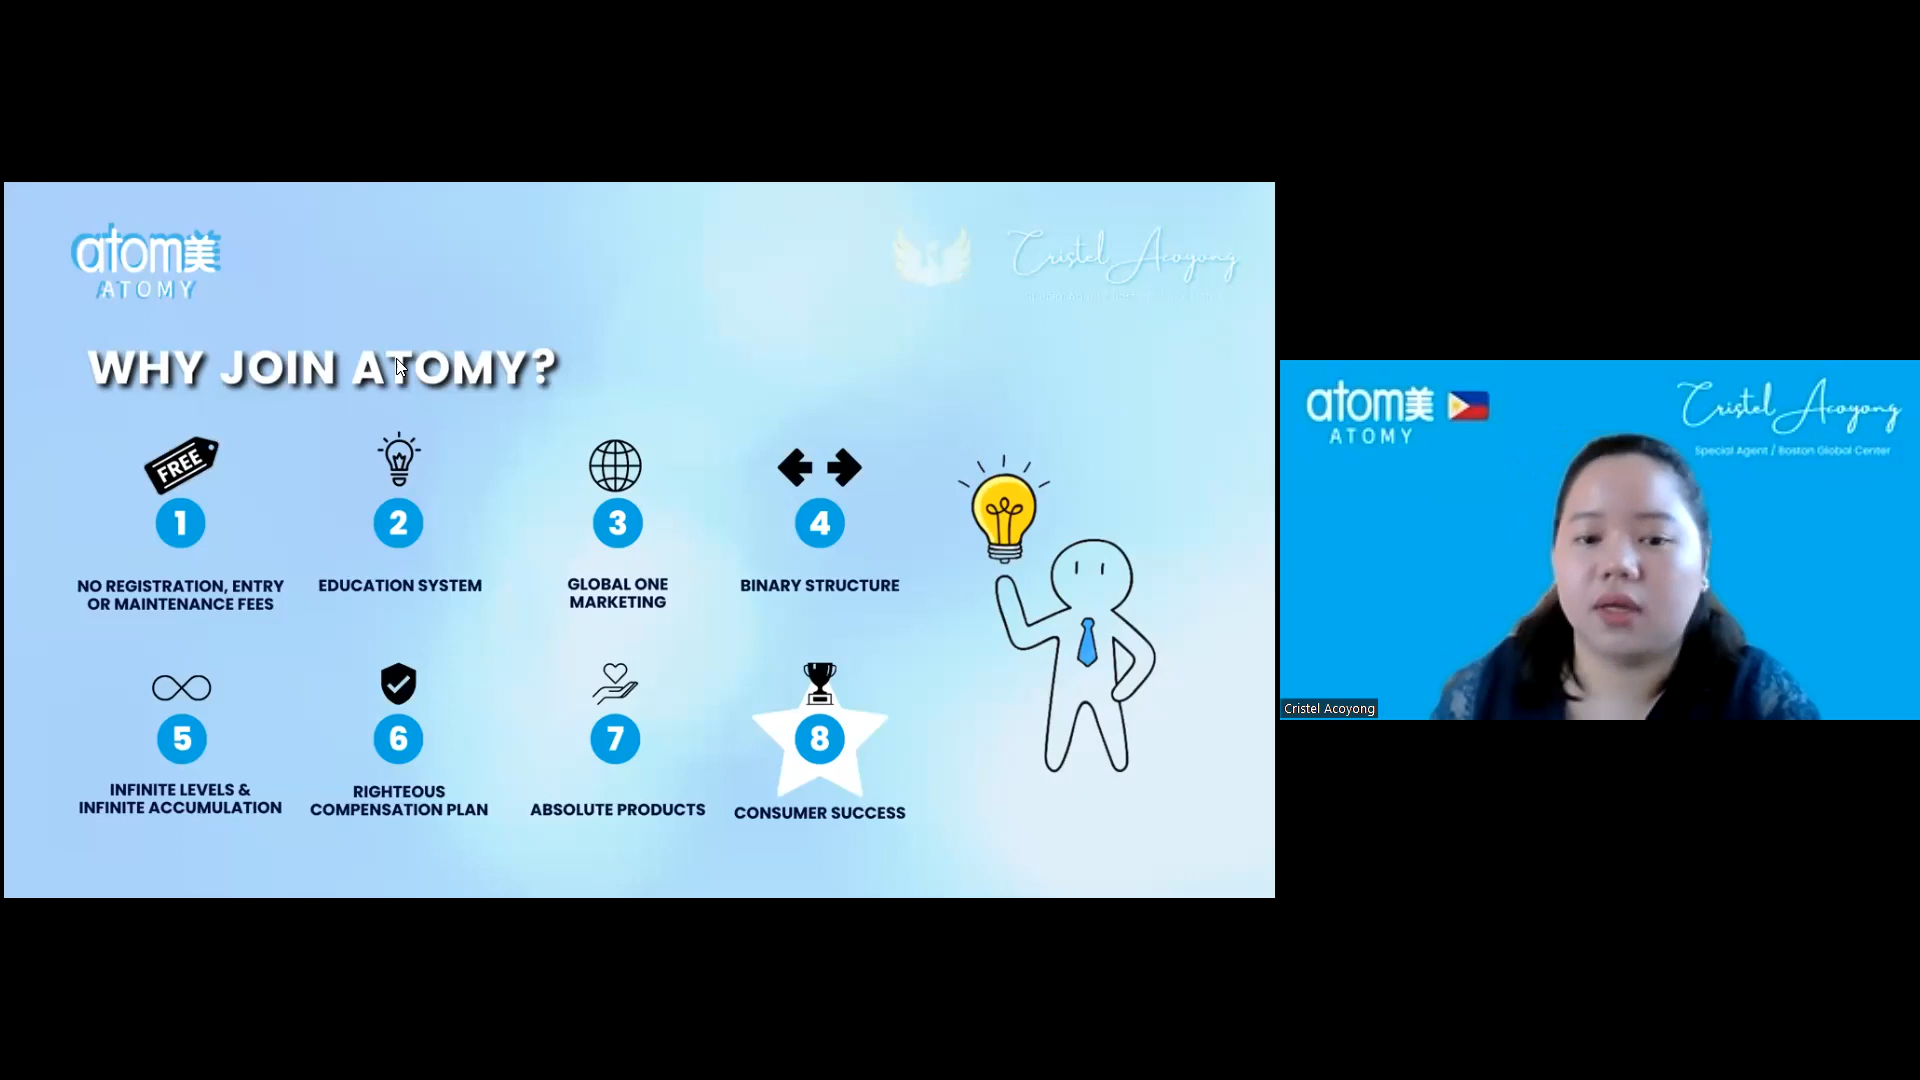 atom美
ATOMY
Cristel Acoyong
WHY JOIN ATOMY?
FREE
1
2
3
4
NO REGISTRATION, ENTRY
OR MAINTENANCE FEES
EDUCATION SYSTEM
GLOBAL ONE
MARKETING
BINARY STRUCTURE
5
6
7
8
INFINITE LEVELS &
INFINITE ACCUMULATION
RIGHTEOUS
COMPENSATION PLAN
ABSOLUTE PRODUCTS
CONSUMER SUCCESS
atom美
ATOMY
Cristel Acoyong
Special Agent / Boston Global Center
Cristel Acoyong